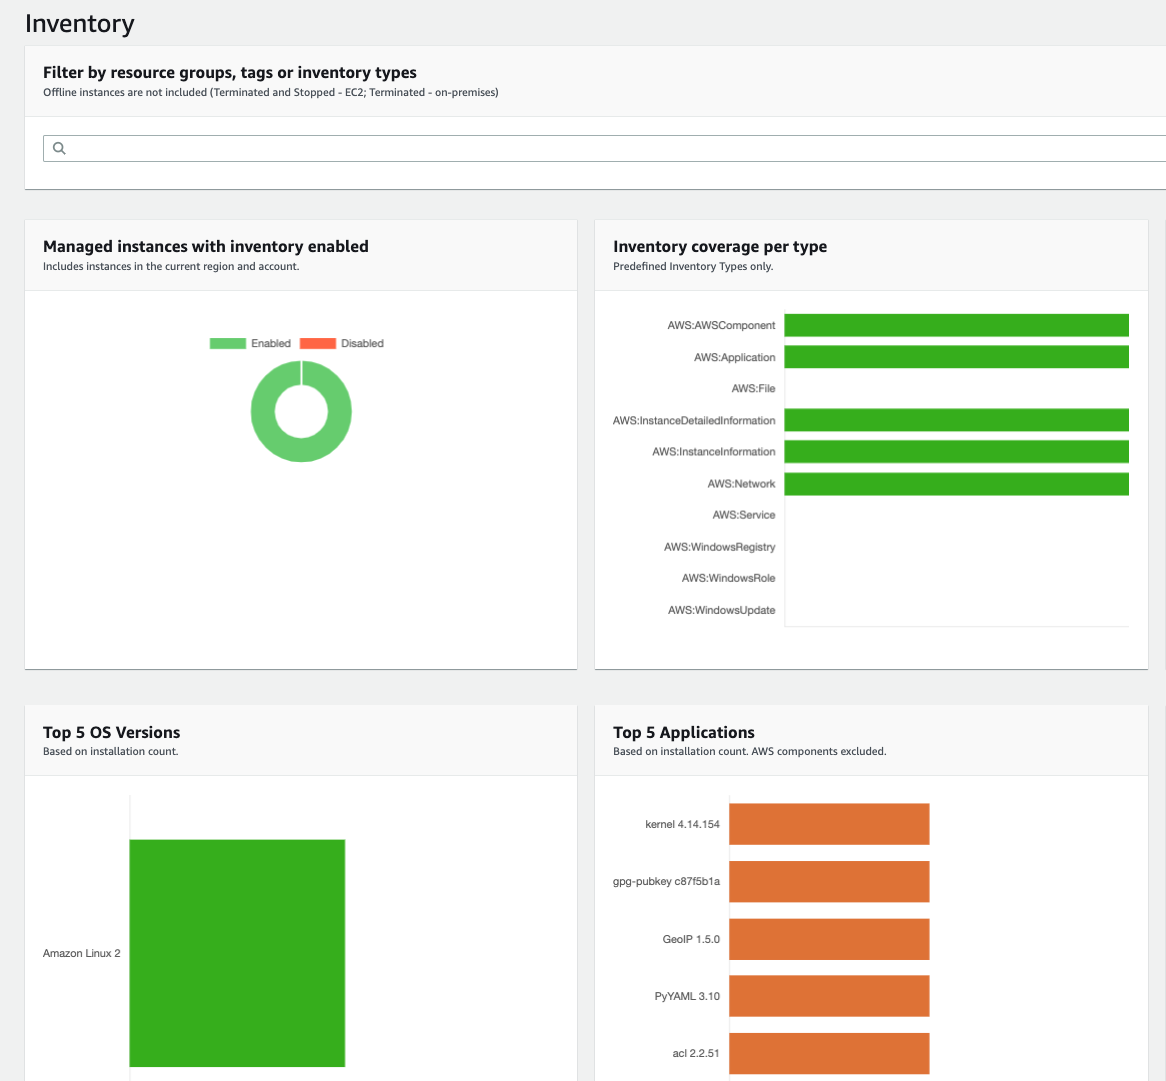 Inventory
Filter by resource groups, tags or inventory types
Offline instances are not included (Terminated and Stopped - EC2; Terminated - on-premises)
Managed instances with inventory enabled
Includes instances in the current region and account.
Enabled
Disabled
Inventory coverage per type
Predefined Inventory Types only.
AWS:AWSComponent
AWS:Application
AWS:File
AWS:InstanceDetailedInformation
AWS:InstanceInformation
AWS:Network
AWS:Service
AWS:WindowsRegistry
AWS:WindowsRole
AWS:WindowsUpdate
Top 5 OS Versions
Based on installation count.
Amazon Linux 2
Top 5 Applications
Based on installation count. AWS components excluded.
kernel 4.14.154
gpg-pubkey c87f5b1a
GeoIP 1.5.0
PyYAML 3.10
acl 2.2.51